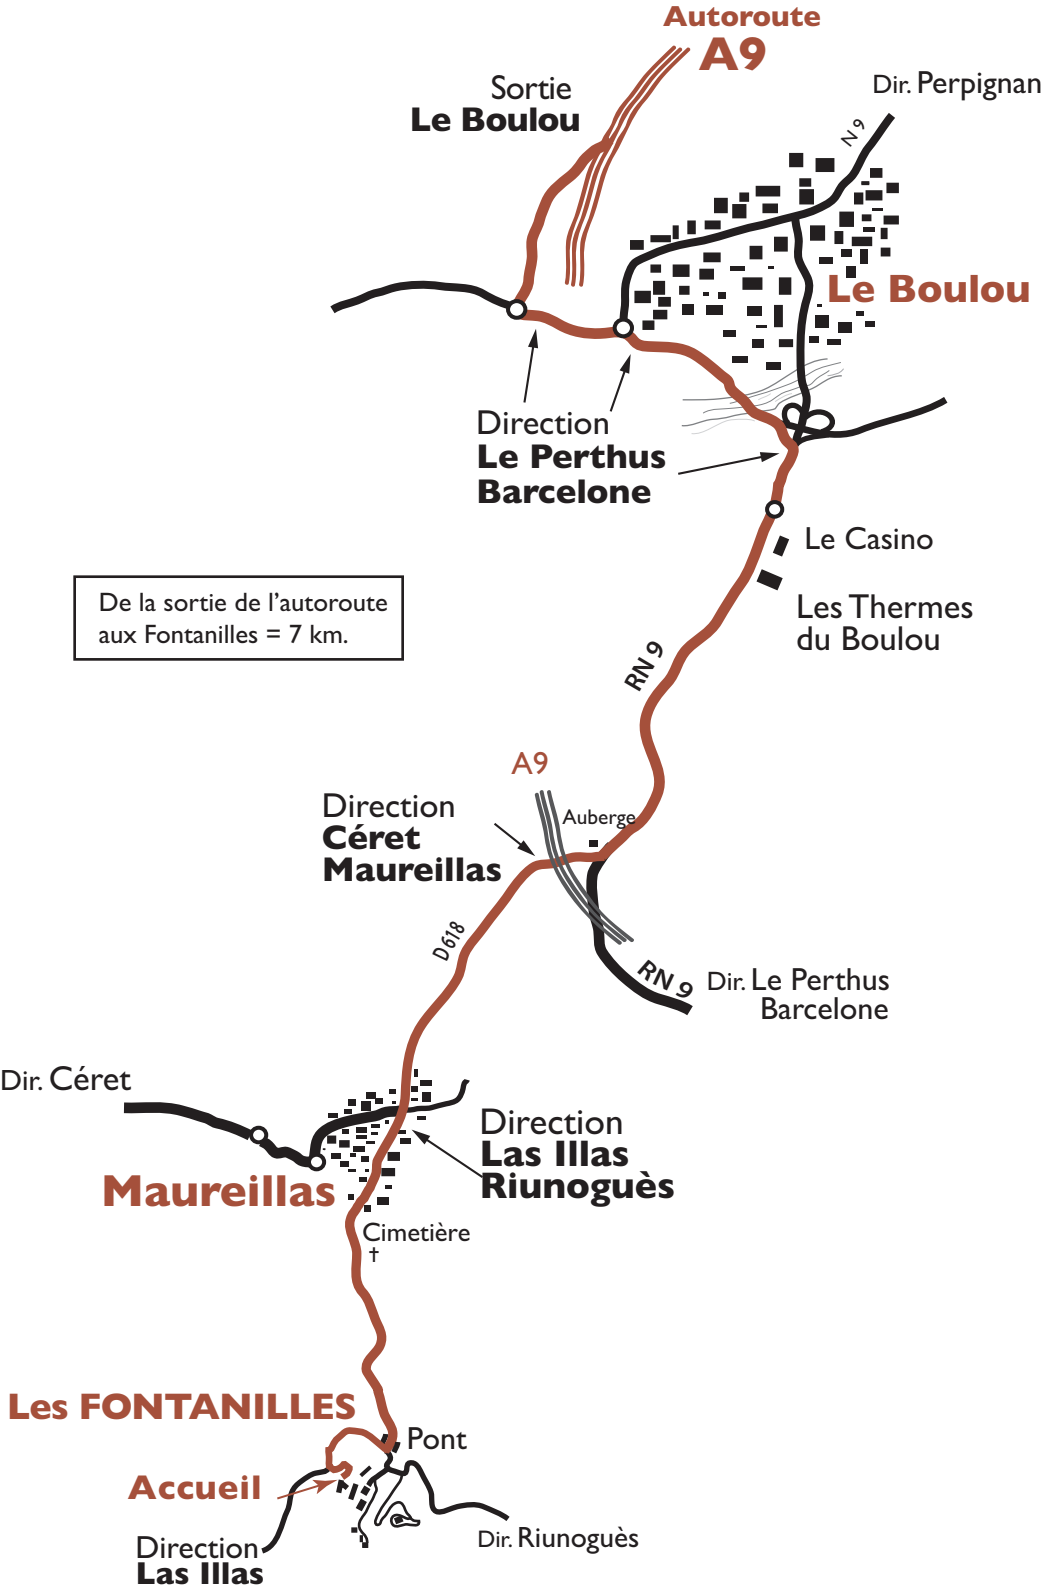 Autoroute
A9
Sortie
Le Boulou
Dir. Perpignan
N 9
Le Boulou
Direction
Le Perthus
Barcelone
Le Casino
Les Thermes
du Boulou
De la sortie de l'autoroute
aux Fontanilles = 7 km.
RN 9
A9
Auberge
Direction
Céret
Maureillas
D618
RN 9
Dir. Le Perthus
Barcelone
Dir. Céret
Direction
Las Illas
Riunoguès
Maureillas
Cimetière
Les FONTANILLES
Pont
Accueil
Dir. Riunoguès
Direction
Las Illas